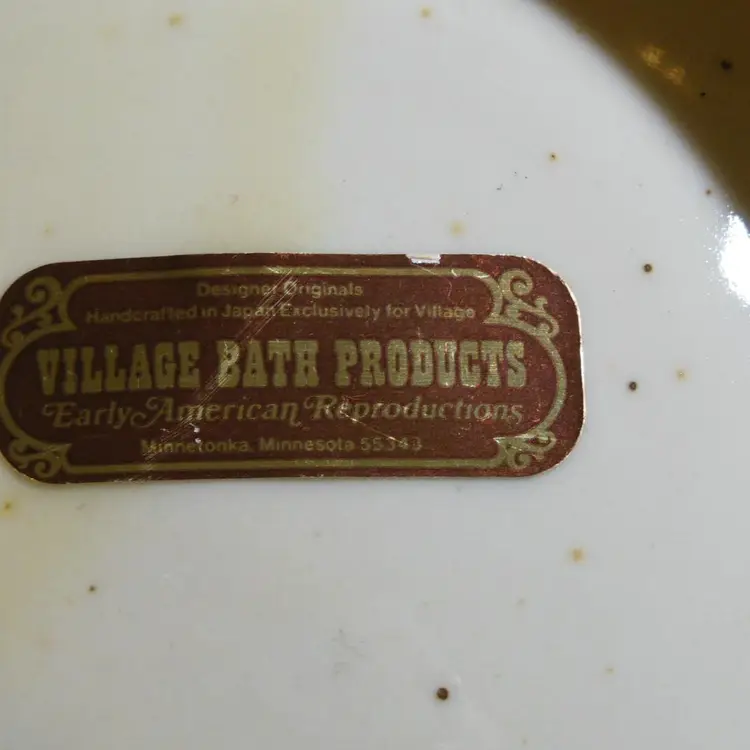 Designer Originals
Handcrafted in Japan Exclusively for Village
VILLAGE BATH PRODUCTS
Early American Reproductions
Minnetonka, Minnesota 55343